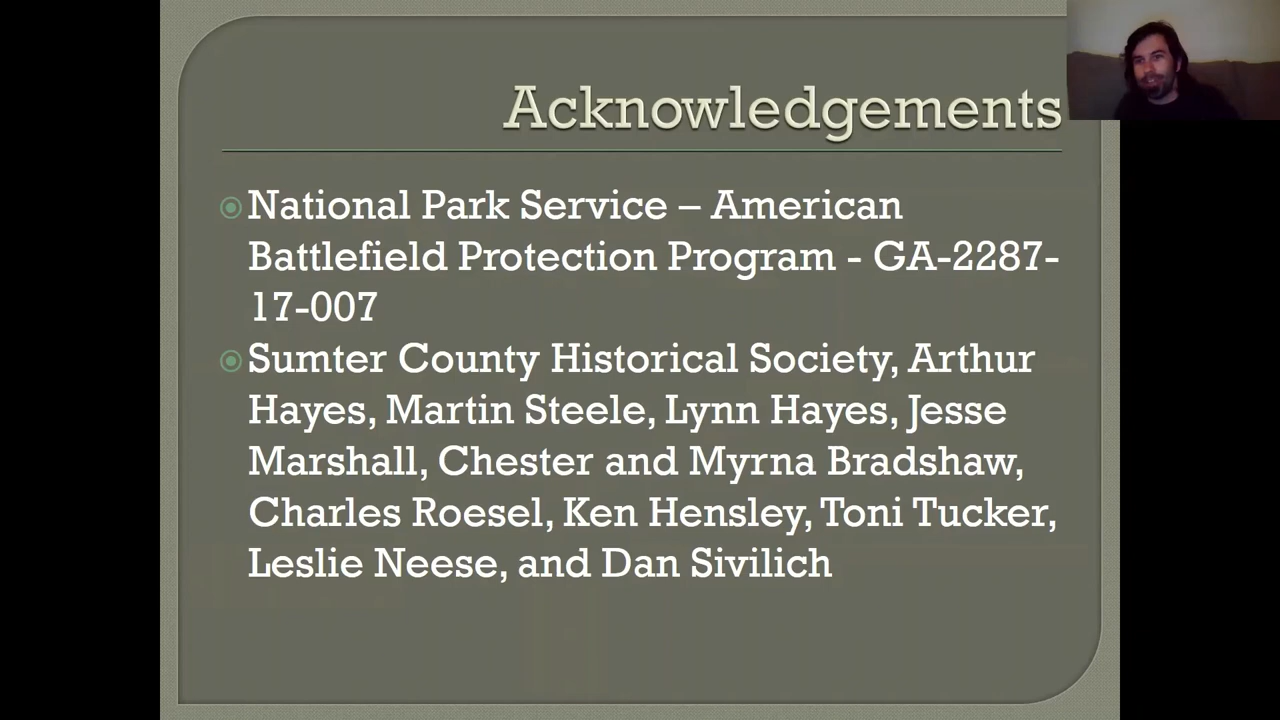 Acknowledgements
National Park Service – American
Battlefield Protection Program - GA-2287-
17-007
Sumter County Historical Society, Arthur
Hayes, Martin Steele, Lynn Hayes, Jesse
Marshall, Chester and Myrna Bradshaw,
Charles Roesel, Ken Hensley, Toni Tucker,
Leslie Neese, and Dan Sivilich